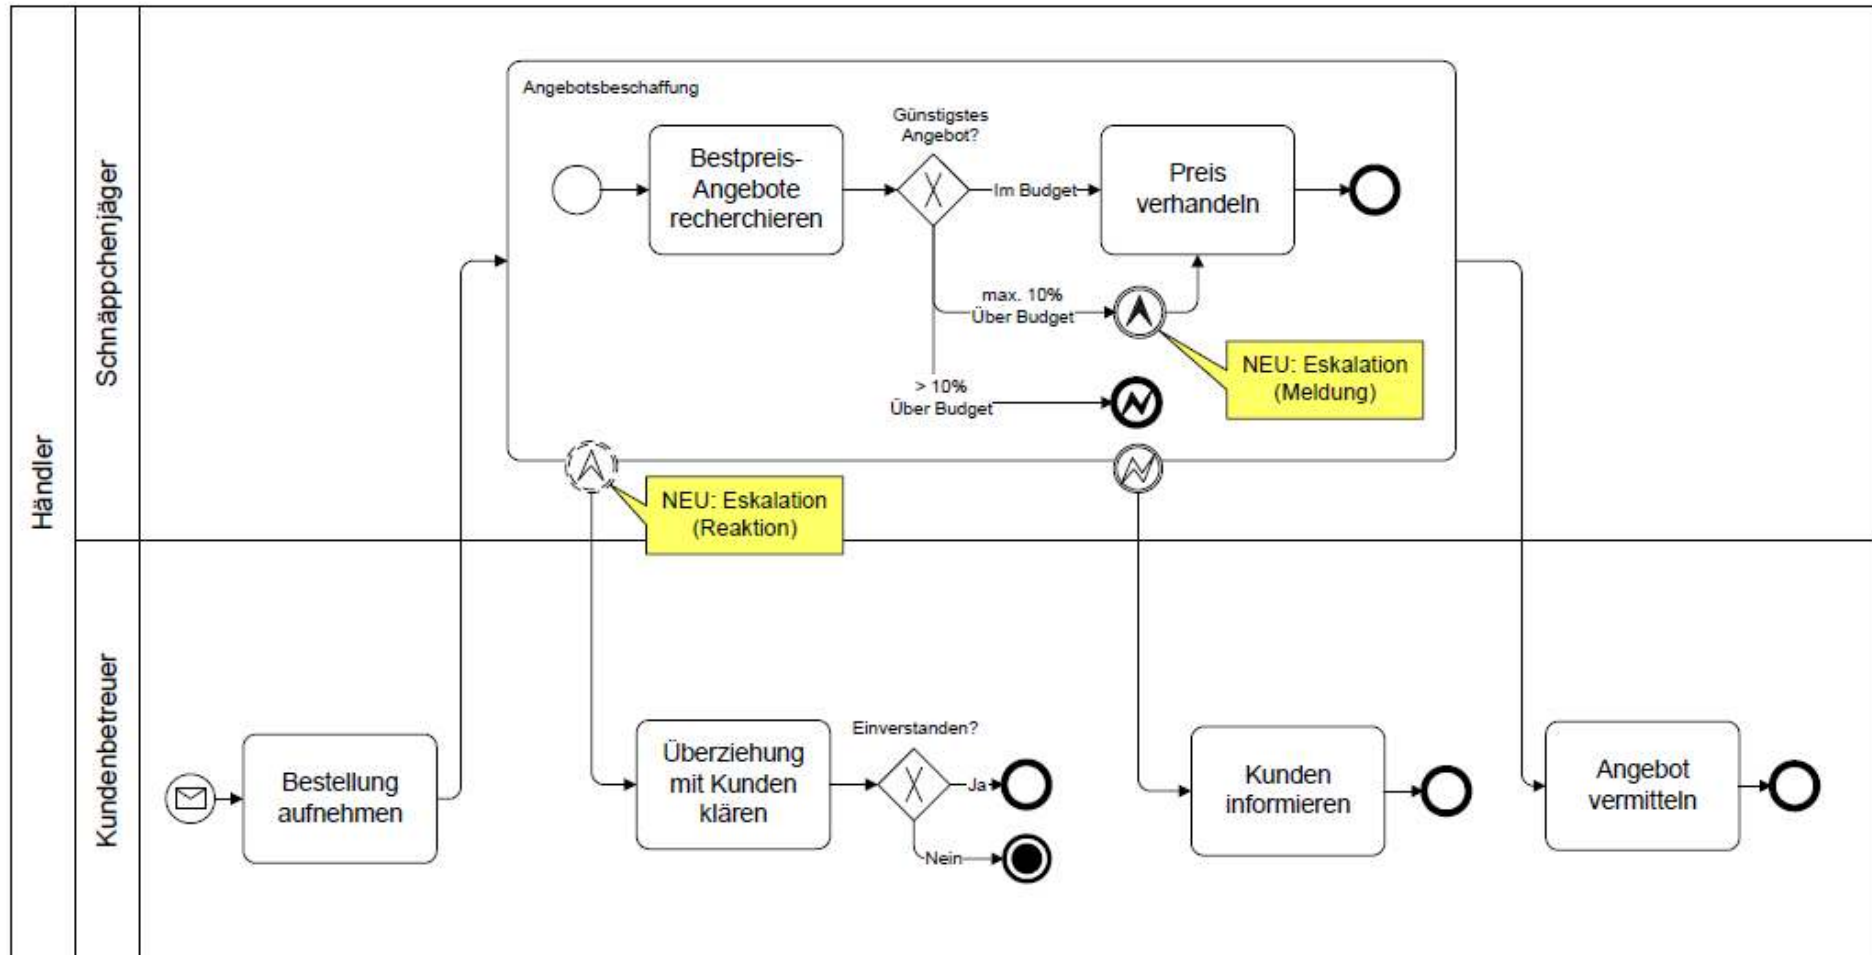 Händler
Schnäppchenjäger
Angebotsbeschaffung
Bestpreis-
Angebote
recherchieren
Günstigstes
Angebot?
Im Budget
Preis
verhandeln
max. 10%
Über Budget
NEU: Eskalation
(Meldung)
> 10%
Über Budget
NEU: Eskalation
(Reaktion)
Kundenbetreuer
Bestellung
aufnehmen
Überziehung
mit Kunden
klären
Einverstanden?
Ja
Nein
Kunden
informieren
Angebot
vermitteln